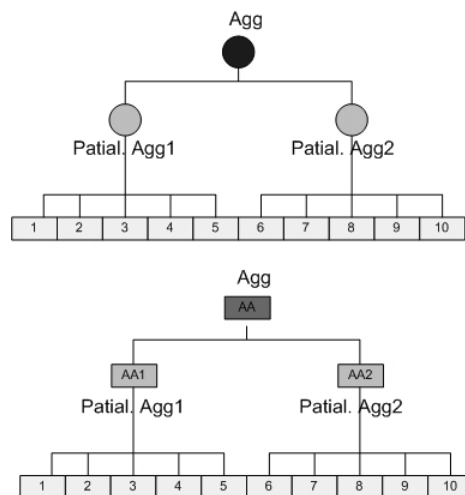 Agg
Patial. Agg1 Patial. Agg2
1 2 3 4 5 6 7 8 9 10
Agg
AA
AA1 AA2
Patial. Agg1 Patial. Agg2
1 2 3 4 5 6 7 8 9 10